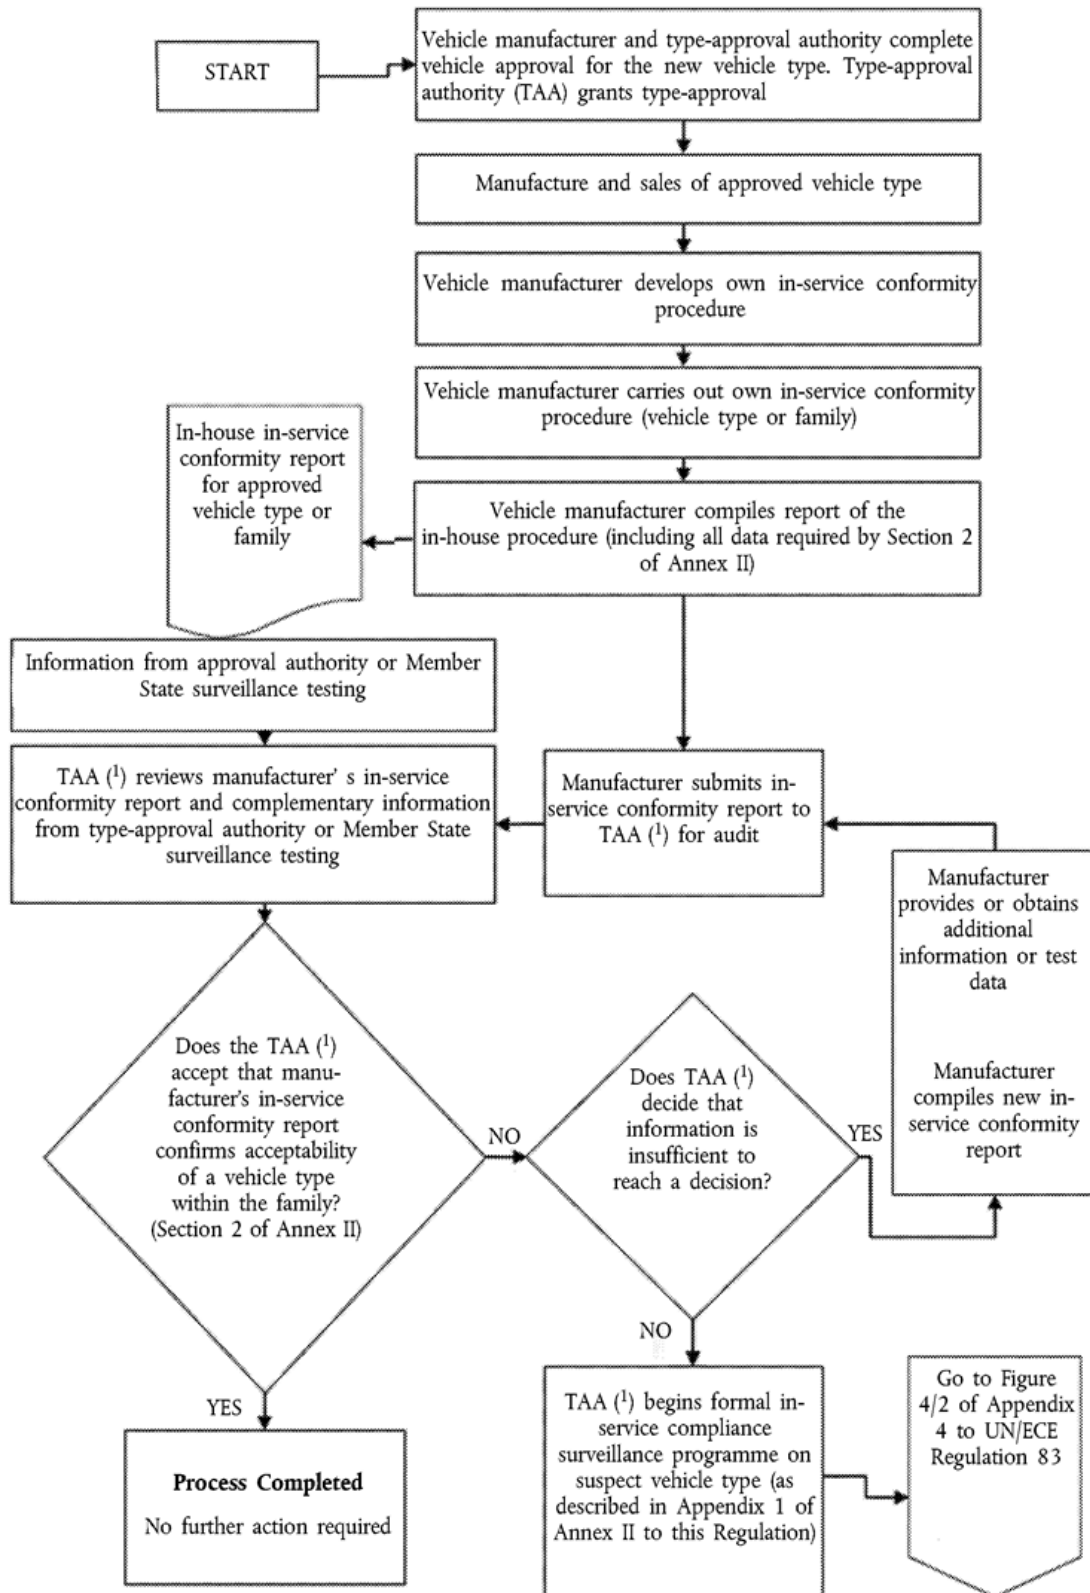 START
Vehicle manufacturer and type-approval authority complete
vehicle approval for the new vehicle type. Type-approval
authority (TAA) grants type-approval
Manufacture and sales of approved vehicle type
Vehicle manufacturer develops own in-service conformity
procedure
Vehicle manufacturer carries out own in-service conformity
procedure (vehicle type or family)
In-house in-service
conformity report
for approved
vehicle type or
family
Vehicle manufacturer compiles report of the
in-house procedure (including all data required by Section 2
of Annex II)
Information from approval authority or Member
State surveillance testing
TAA (¹) reviews manufacturer' s in-service
conformity report and complementary information
from type-approval authority or Member State
surveillance testing
Manufacturer submits in-
service conformity report to
TAA (¹) for audit
Manufacturer
provides or obtains
additional
information or test
data
Manufacturer
compiles new in-
service conformity
report
Does the TAA (¹)
accept that manu-
facturer's in-service
conformity report
confirms acceptability
of a vehicle type
within the family?
(Section 2 of Annex II)
NO
Does TAA (¹)
decide that
information is
insufficient to
reach a decision?
YES
NO
YES
Process Completed
No further action required
TAA (¹) begins formal in-
service compliance
surveillance programme on
suspect vehicle type (as
described in Appendix 1 of
Annex II to this Regulation)
Go to Figure
4/2 of Appendix
4 to UN/ECE
Regulation 83